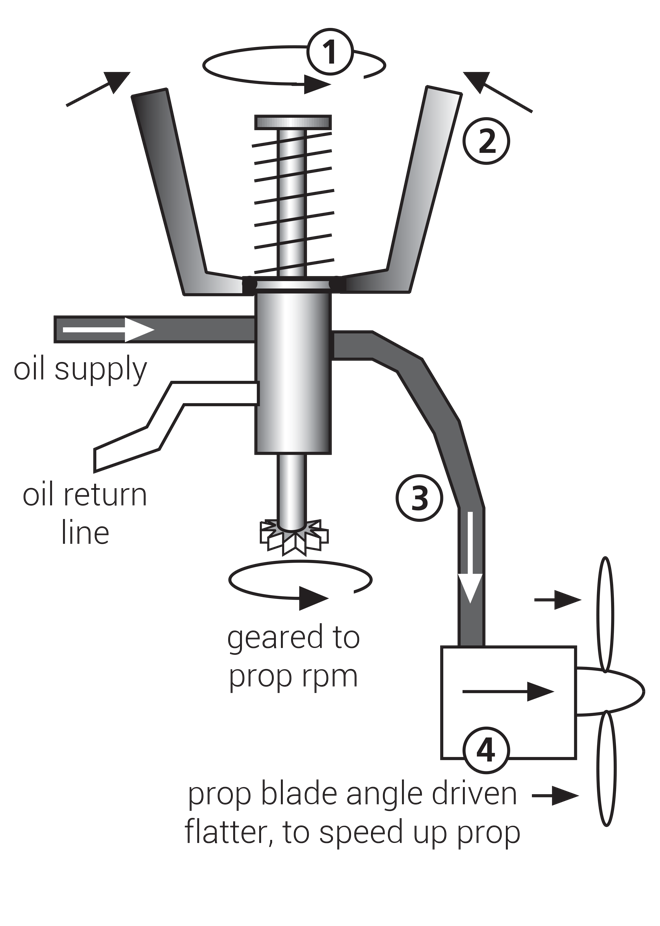 1
2
oil supply
oil return
line
3
geared to
prop rpm
4
prop blade angle driven
flatter, to speed up prop